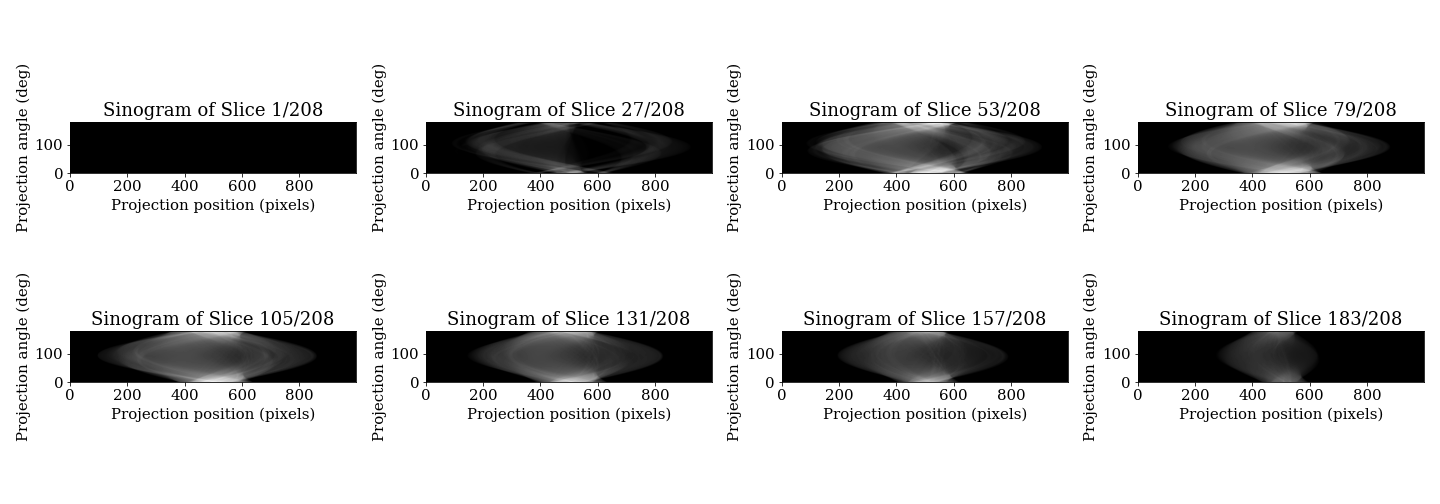 Sinogram of Slice 1/208
Projection angle (deg)
100
0
0 200 400 600 800
Projection position (pixels)
Sinogram of Slice 27/208
Projection angle (deg)
100
0
0 200 400 600 800
Projection position (pixels)
Sinogram of Slice 53/208
Projection angle (deg)
100
0
0 200 400 600 800
Projection position (pixels)
Sinogram of Slice 79/208
Projection angle (deg)
100
0
0 200 400 600 800
Projection position (pixels)
Sinogram of Slice 105/208
Projection angle (deg)
100
0
0 200 400 600 800
Projection position (pixels)
Sinogram of Slice 131/208
Projection angle (deg)
100
0
0 200 400 600 800
Projection position (pixels)
Sinogram of Slice 157/208
Projection angle (deg)
100
0
0 200 400 600 800
Projection position (pixels)
Sinogram of Slice 183/208
Projection angle (deg)
100
0
0 200 400 600 800
Projection position (pixels)